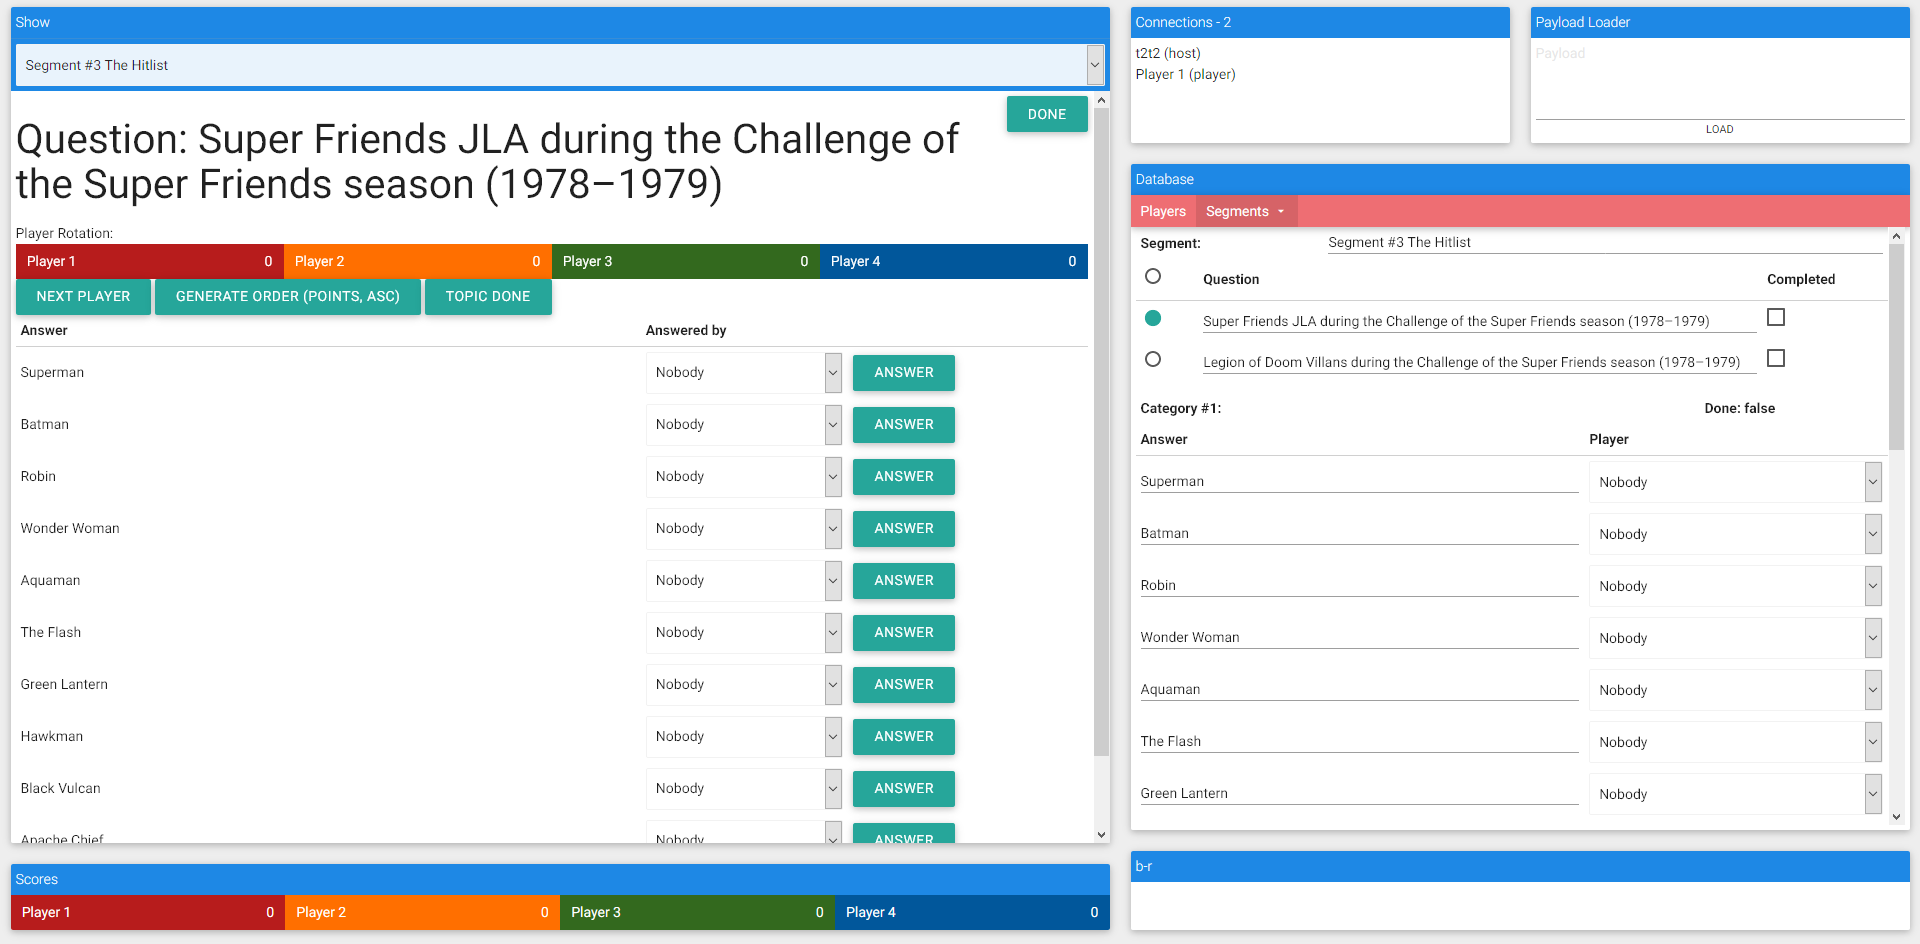 Show
Segment #3 The Hitlist
DONE
Question: Super Friends JLA during the Challenge of
the Super Friends season (1978–1979)
Player Rotation:
Player 1 0 Player 2 0 Player 3 0 Player 4 0
NEXT PLAYER GENERATE ORDER (POINTS, ASC) TOPIC DONE
Answer Answered by
Superman Nobody ANSWER
Batman Nobody ANSWER
Robin Nobody ANSWER
Wonder Woman Nobody ANSWER
Aquaman Nobody ANSWER
The Flash Nobody ANSWER
Green Lantern Nobody ANSWER
Hawkman Nobody ANSWER
Black Vulcan Nobody ANSWER
Apache Chief Nobody ANSWER
Scores
Player 1 0 Player 2 0 Player 3 0 Player 4 0
Connections - 2
t2t2 (host)
Player 1 (player)
Payload Loader
Payload
LOAD
Database
Players Segments
Segment: Segment #3 The Hitlist
Question Completed
Super Friends JLA during the Challenge of the Super Friends season (1978–1979)
Legion of Doom Villans during the Challenge of the Super Friends season (1978–1979)
Category #1: Done: false
Answer Player
Superman Nobody
Batman Nobody
Robin Nobody
Wonder Woman Nobody
Aquaman Nobody
The Flash Nobody
Green Lantern Nobody
b-r